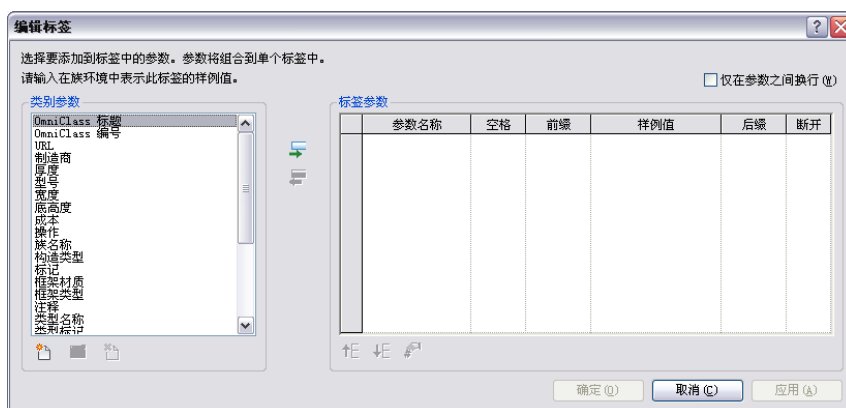 编辑标签
选择要添加到标签中的参数。参数将组合到单个标签中。
请输入在族环境中表示此标签的样例值。
仅在参数之间换行(W)
类别参数
OmniClass 标题
OmniClass 编号
URL
制造商
厚度
型号
宽度
底高度
成本
操作
族名称
构造类型
标记
框架材质
框架类型
注释
类型名称
类型标记
标签参数
参数名称 空格 前缀 样例值 后缀 断开
确定(O) 取消(C) 应用(A)